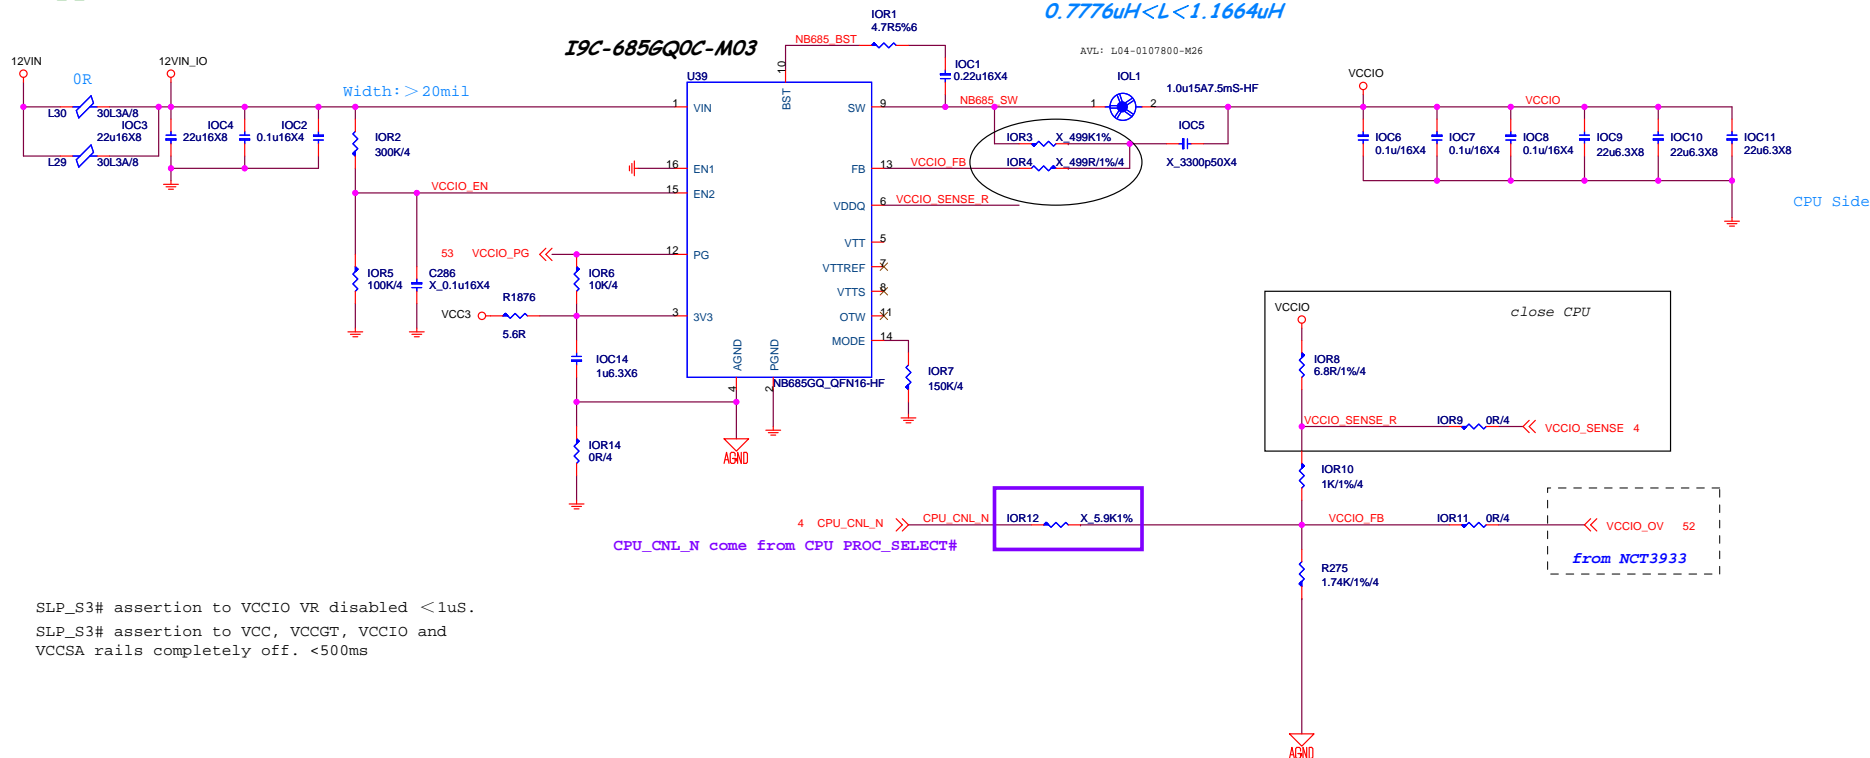 0.7776uH<L<1.1664uH
IOR1
4.7R5%6
I9C-685GQ0C-M03
NB685_BST
AVL: L04-0107800-M26
12VIN
12VIN_IO
0R
Width:＞20mil
U39
10
BST
IOC1
0.22u16X4
IOL1
1.0u15A7.5mS-HF
VCCIO
L30
30L3A/8
IOC3
22u16X8
IOC4
22u16X8
IOC2
0.1u16X4
L29
30L3A/8
IOR2
300K/4
1
VIN
SW
9
NB685_SW
1
2
VCCIO
IOR3
X_499K1%
IOC5
X_3300p50X4
IOC6
0.1u/16X4
IOC7
0.1u/16X4
IOC8
0.1u/16X4
IOC9
22u6.3X8
IOC10
22u6.3X8
IOC11
22u6.3X8
16
EN1
FB
13
VCCIO_FB
IOR4
X_499R/1%/4
VCCIO_EN
15
EN2
VDDQ
6
VCCIO_SENSE_R
CPU Side
VTT
5
53
VCCIO_PG
12
PG
VTTREF
7
IOR5
100K/4
C286
X_0.1u16X4
IOR6
10K/4
VTTS
8
R1876
5.6R
VCC3
3
3V3
OTW
11
MODE
14
IOC14
1u6.3X6
AGND
PGND
4
2
NB685GQ_QFN16-HF
IOR7
150K/4
IOR14
0R/4
AGND
VCCIO
close CPU
IOR8
6.8R/1%/4
VCCIO_SENSE_R
IOR9
0R/4
VCCIO_SENSE
4
IOR10
1K/1%/4
4
CPU_CNL_N
CPU_CNL_N
IOR12
X_5.9K1%
VCCIO_FB
IOR11
0R/4
VCCIO_OV
52
CPU_CNL_N come from CPU PROC_SELECT#
from NCT3933
R275
1.74K/1%/4
AGND
SLP_S3# assertion to VCCIO VR disabled ＜1uS.
SLP_S3# assertion to VCC, VCCGT, VCCIO and
VCCSA rails completely off. <500ms